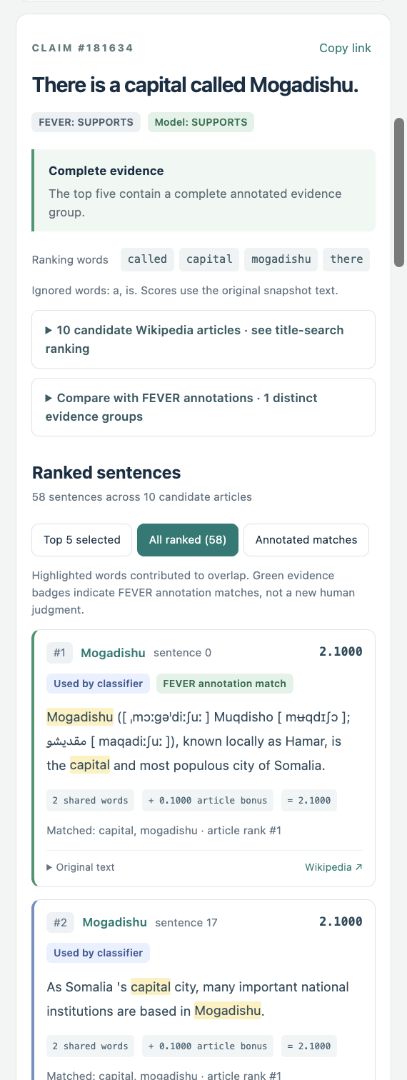 CLAIM #181634
Copy link
There is a capital called Mogadishu.
FEVER: SUPPORTS
Model: SUPPORTS
Complete evidence
The top five contain a complete annotated evidence
group.
Ranking words called capital mogadishu there
Ignored words: a, is. Scores use the original snapshot text.
▶ 10 candidate Wikipedia articles · see title-search
ranking
▶ Compare with FEVER annotations · 1 distinct
evidence groups
Ranked sentences
58 sentences across 10 candidate articles
Top 5 selected
All ranked (58)
Annotated matches
Highlighted words contributed to overlap. Green evidence
badges indicate FEVER annotation matches, not a new human
judgment.
#1 Mogadishu sentence 0 2.1000
Used by classifier
FEVER annotation match
Mogadishu ([ ˌmɔːɡəˈdiːʃuː ] Muqdisho [ mʉqdɪʃɔ ];
مقديشو [ maqadiːʃuː ]), known locally as Hamar, is
the capital and most populous city of Somalia.
2 shared words + 0.1000 article bonus = 2.1000
Matched: capital, mogadishu · article rank #1
▶ Original text
Wikipedia ↗
#2 Mogadishu sentence 17 2.1000
Used by classifier
As Somalia 's capital city, many important national
institutions are based in Mogadishu.
2 shared words + 0.1000 article bonus = 2.1000
Matched: capital, mogadishu · article rank #1